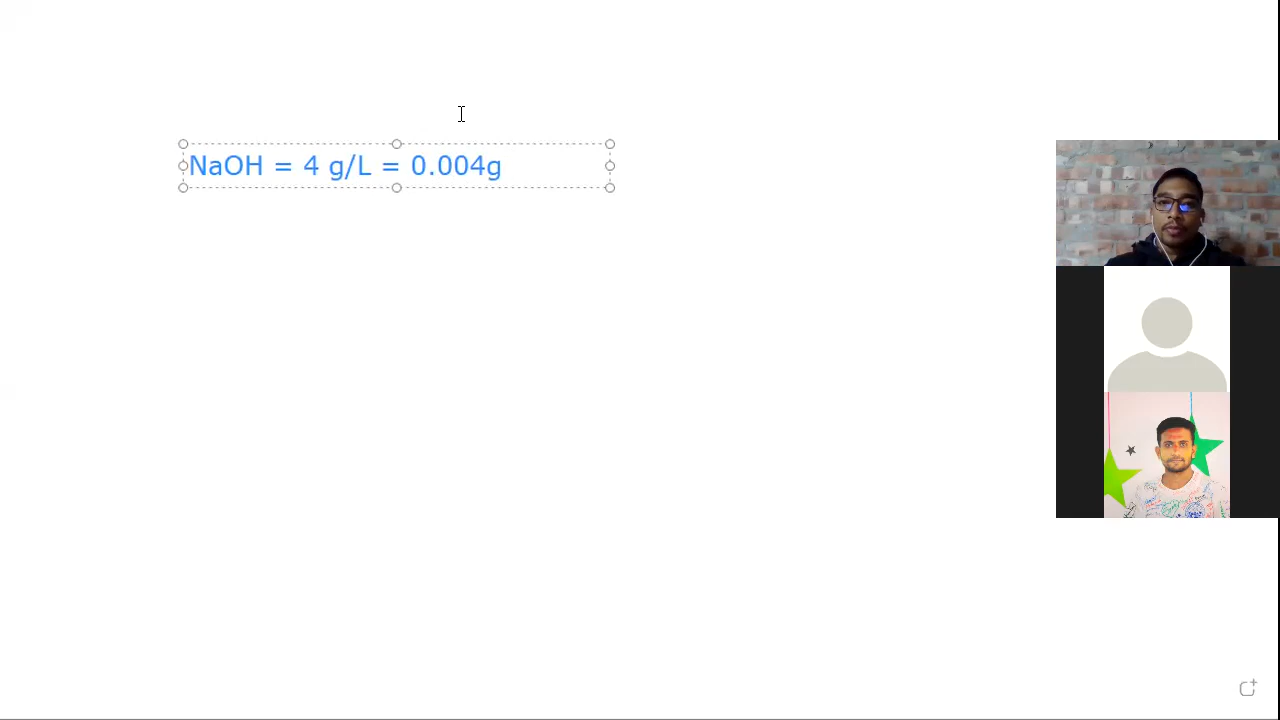 NaOH = 4 g/L = 0.004g